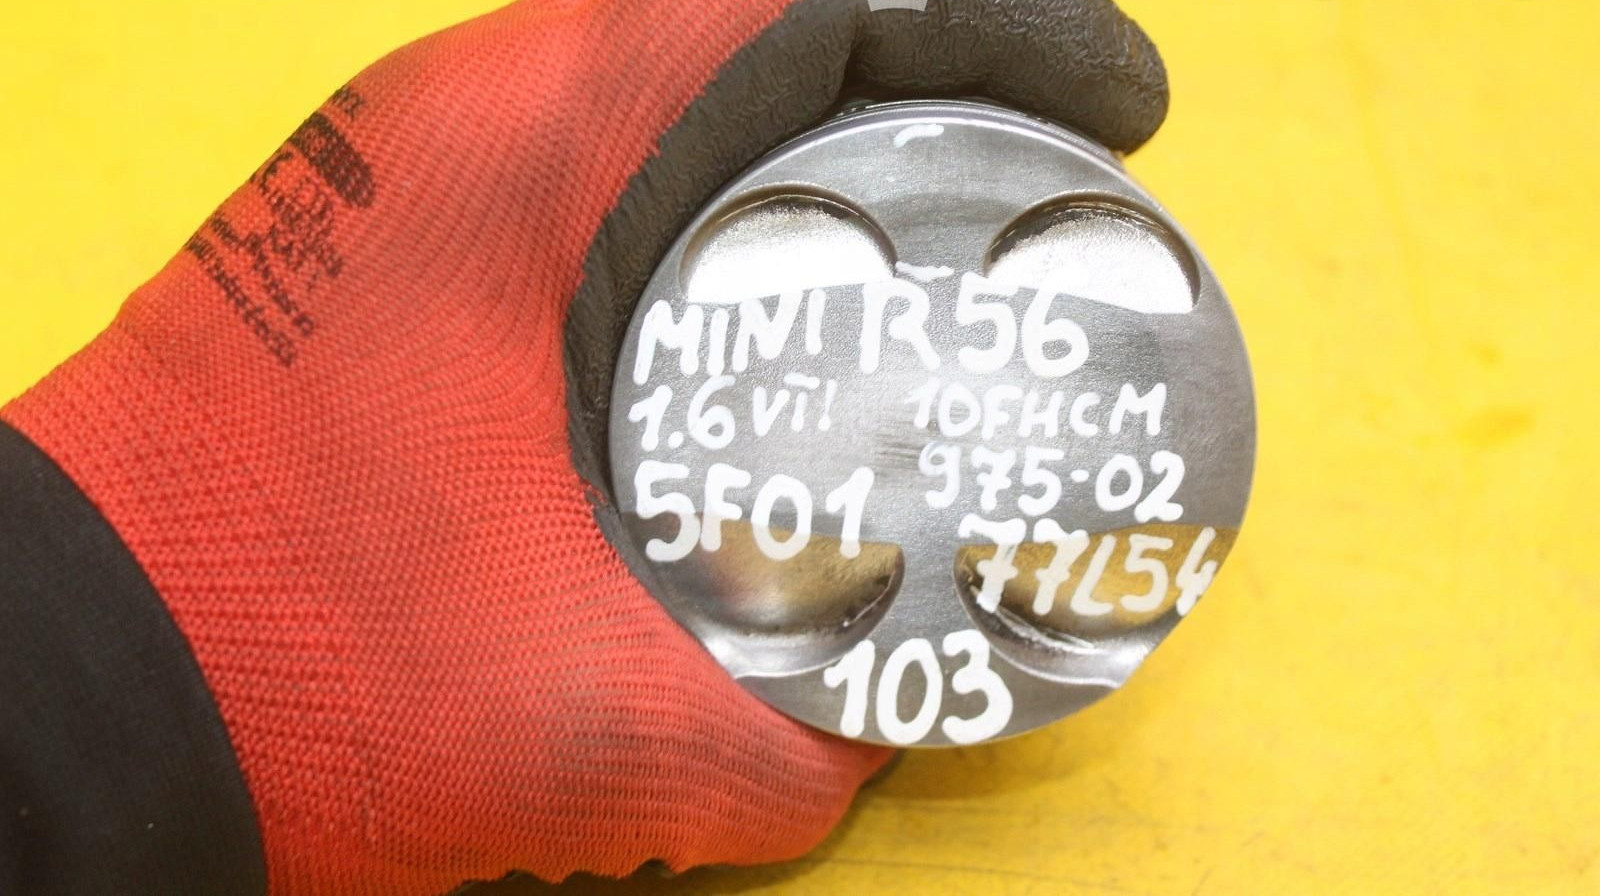 MINI R56
1.6 VTi 10FHCM
5F01 975-02
77L54
103